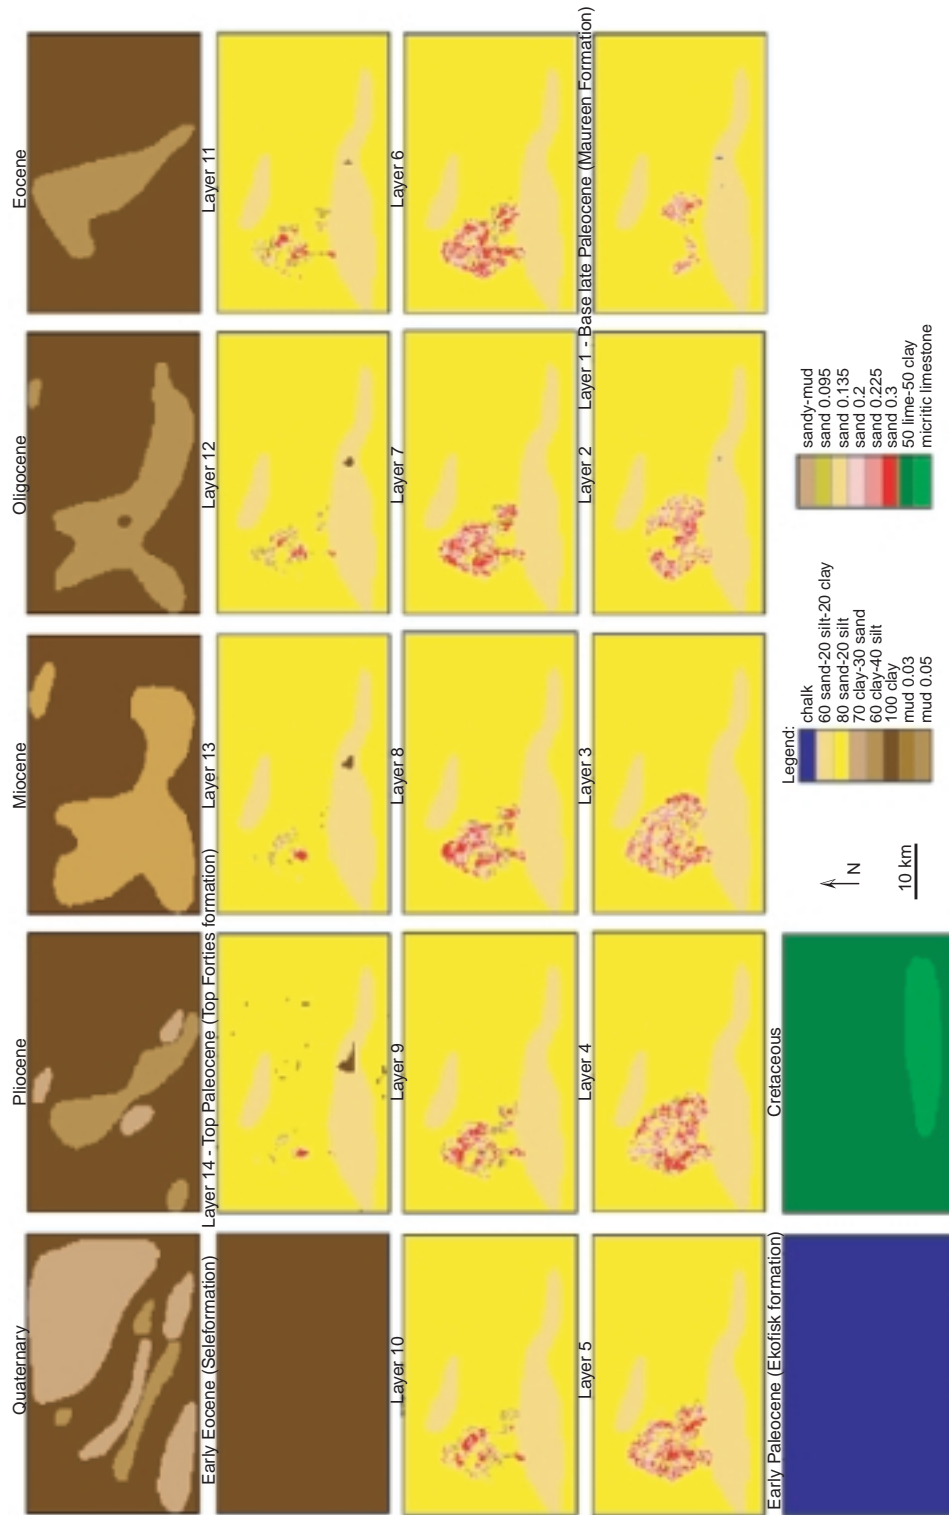 Quaternary
Pliocene
Miocene
Oligocene
Eocene
Early Eocene (Seleformation)
Layer 14 - Top Paleocene (Top Forties formation)
Layer 13
Layer 12
Layer 11
Layer 10
Layer 9
Layer 8
Layer 7
Layer 6
Layer 5
Layer 4
Layer 3
Layer 2
Layer 1 - Base late Paleocene (Maureen Formation)
Early Paleocene (Ekofisk formation)
Cretaceous
N
10 km
Legend:
chalk
60 sand-20 silt-20 clay
80 sand-20 silt
70 clay-30 sand
60 clay-40 silt
100 clay
mud 0.03
mud 0.05
sandy-mud
sand 0.095
sand 0.135
sand 0.2
sand 0.225
sand 0.3
50 lime-50 clay
micritic limestone